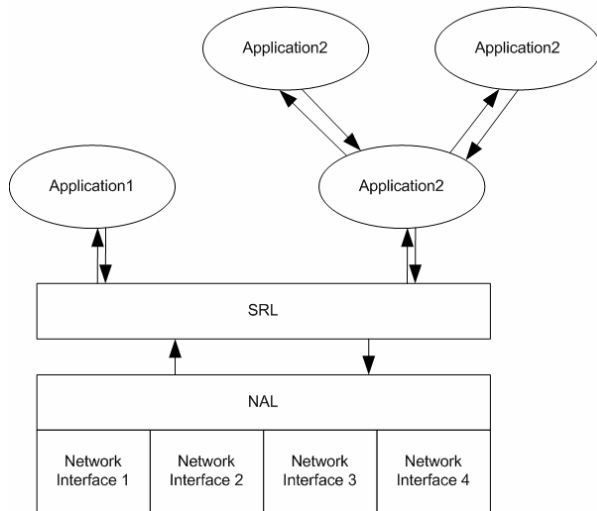 Application2
Application2
Application1
Application2
SRL
NAL
Network
Interface 1
Network
Interface 2
Network
Interface 3
Network
Interface 4